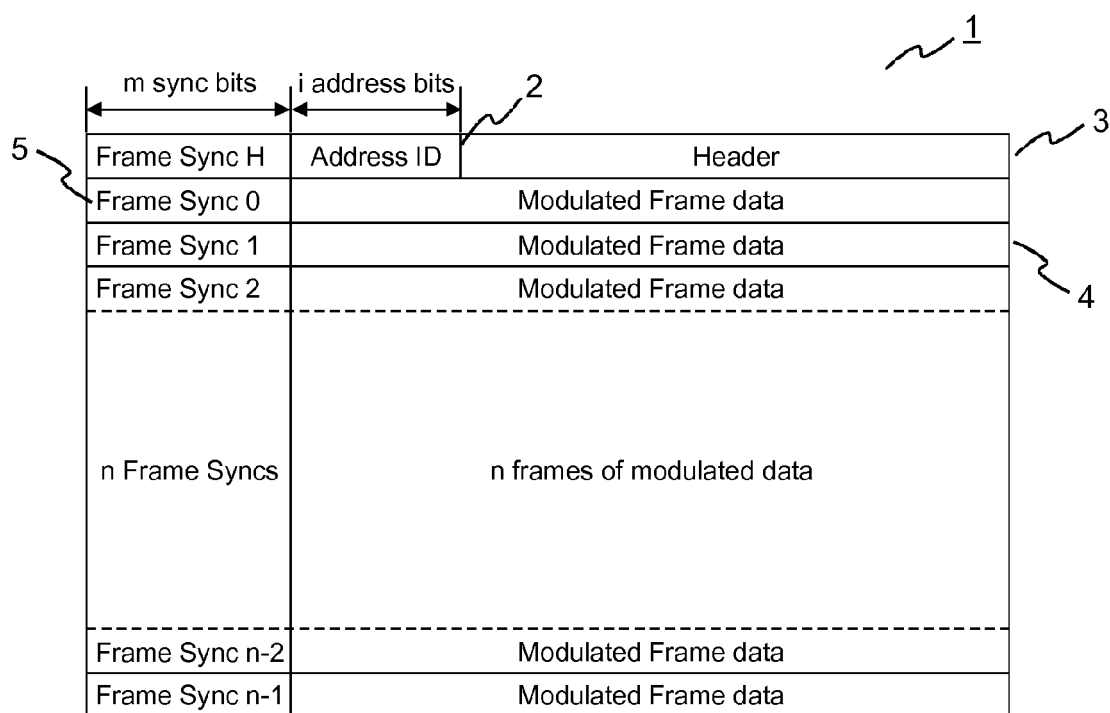 1
m sync bits i address bits 2
5 Frame Sync H Address ID Header 3
Frame Sync 0 Modulated Frame data
Frame Sync 1 Modulated Frame data
Frame Sync 2 Modulated Frame data 4
n Frame Syncs n frames of modulated data
Frame Sync n-2 Modulated Frame data
Frame Sync n-1 Modulated Frame data